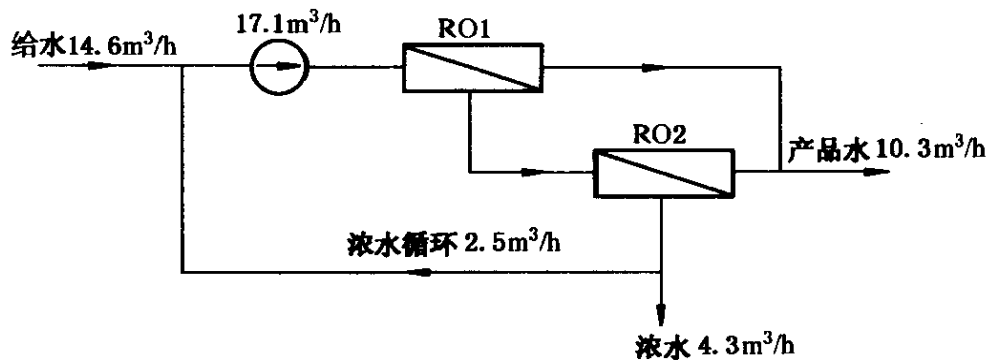 17.1m³/h
给水14.6m³/h
RO1
RO2
产品水10.3m³/h
浓水循环 2.5m³/h
浓水 4.3m³/h